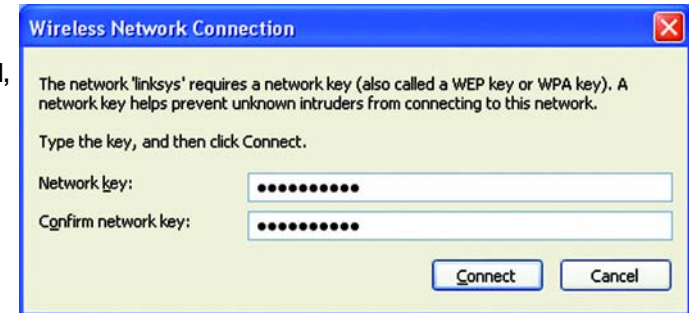 Wireless Network Connection
The network 'linksys' requires a network key (also called a WEP key or WPA key). A
network key helps prevent unknown intruders from connecting to this network.
Type the key, and then click Connect.
Network key: ••••••••••
Confirm network key: ••••••••••
Connect Cancel